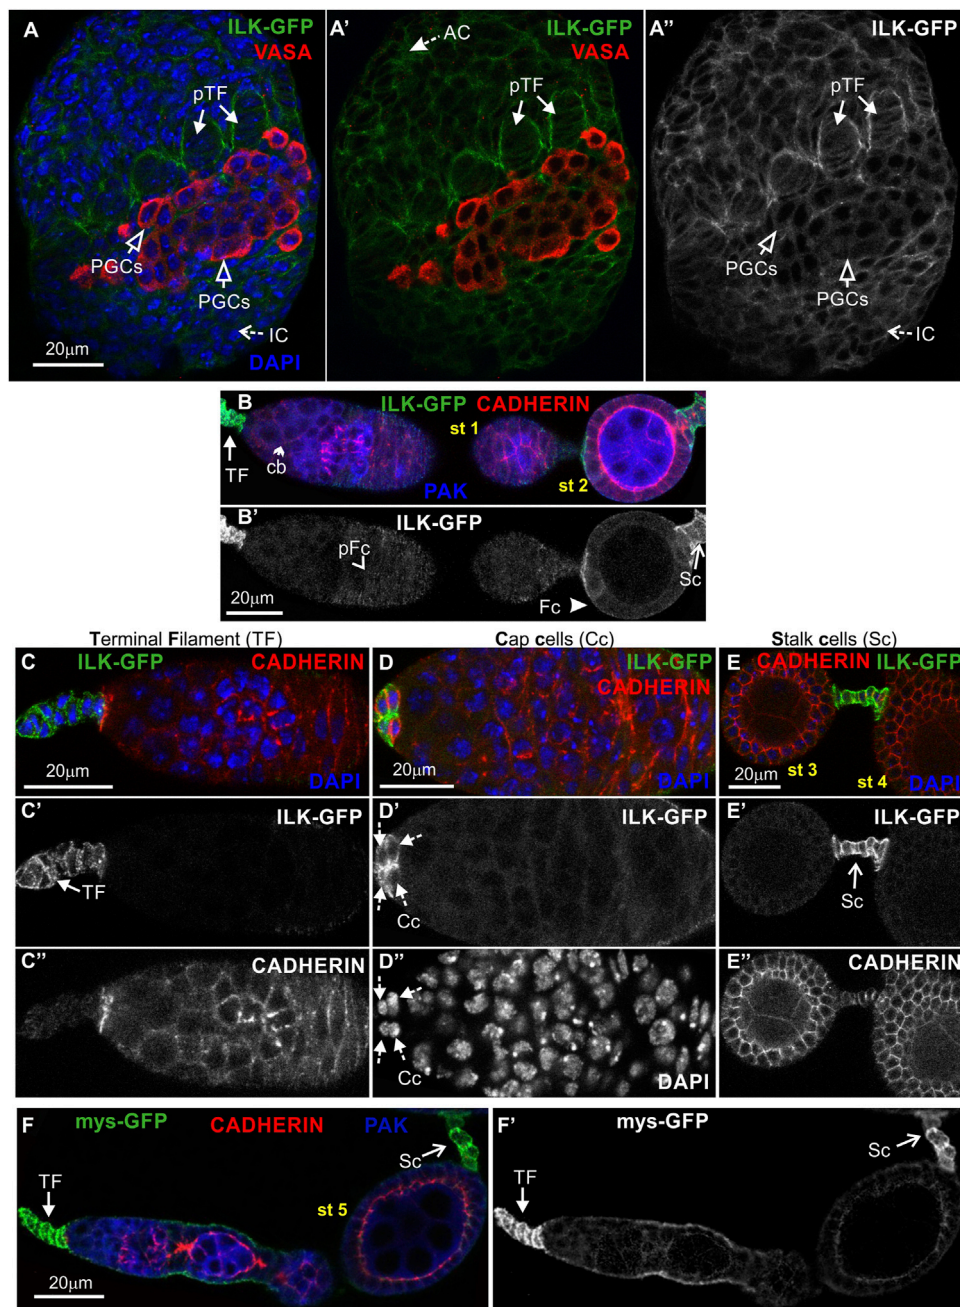 A ILK-GFP A' ILK-GFP A'' ILK-GFP
VASA AC VASA
pTF pTF pTF
PGCs PGCs
PGCs PGCs
IC IC
20μm DAPI
B ILK-GFP CADHERIN
st 1
cb
TF st 2
PAK
B' ILK-GFP
pFc
Sc
20μm Fc
Terminal Filament (TF) Cap cells (Cc) Stalk cells (Sc)
C ILK-GFP CADHERIN D ILK-GFP E CADHERIN ILK-GFP
CADHERIN
20μm DAPI 20μm DAPI 20μm st 3 st 4 DAPI
C' ILK-GFP D' ILK-GFP E' ILK-GFP
TF Cc Sc
C'' CADHERIN D'' E'' CADHERIN
Cc DAPI
F mys-GFP CADHERIN PAK F' mys-GFP
Sc Sc
TF st 5 TF
20μm